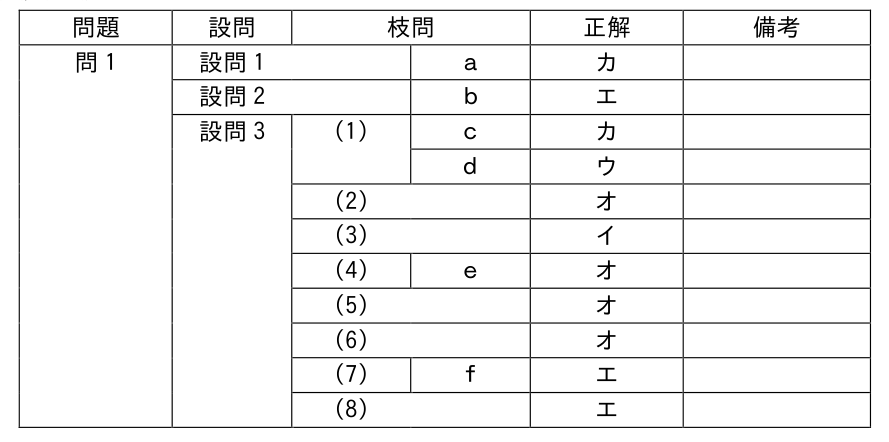 問題 設問 枝問 正解 備考
問1 設問1 a カ
設問2 b エ
設問3 (1) c カ
d ウ
(2) オ
(3) イ
(4) e オ
(5) オ
(6) オ
(7) f エ
(8) エ